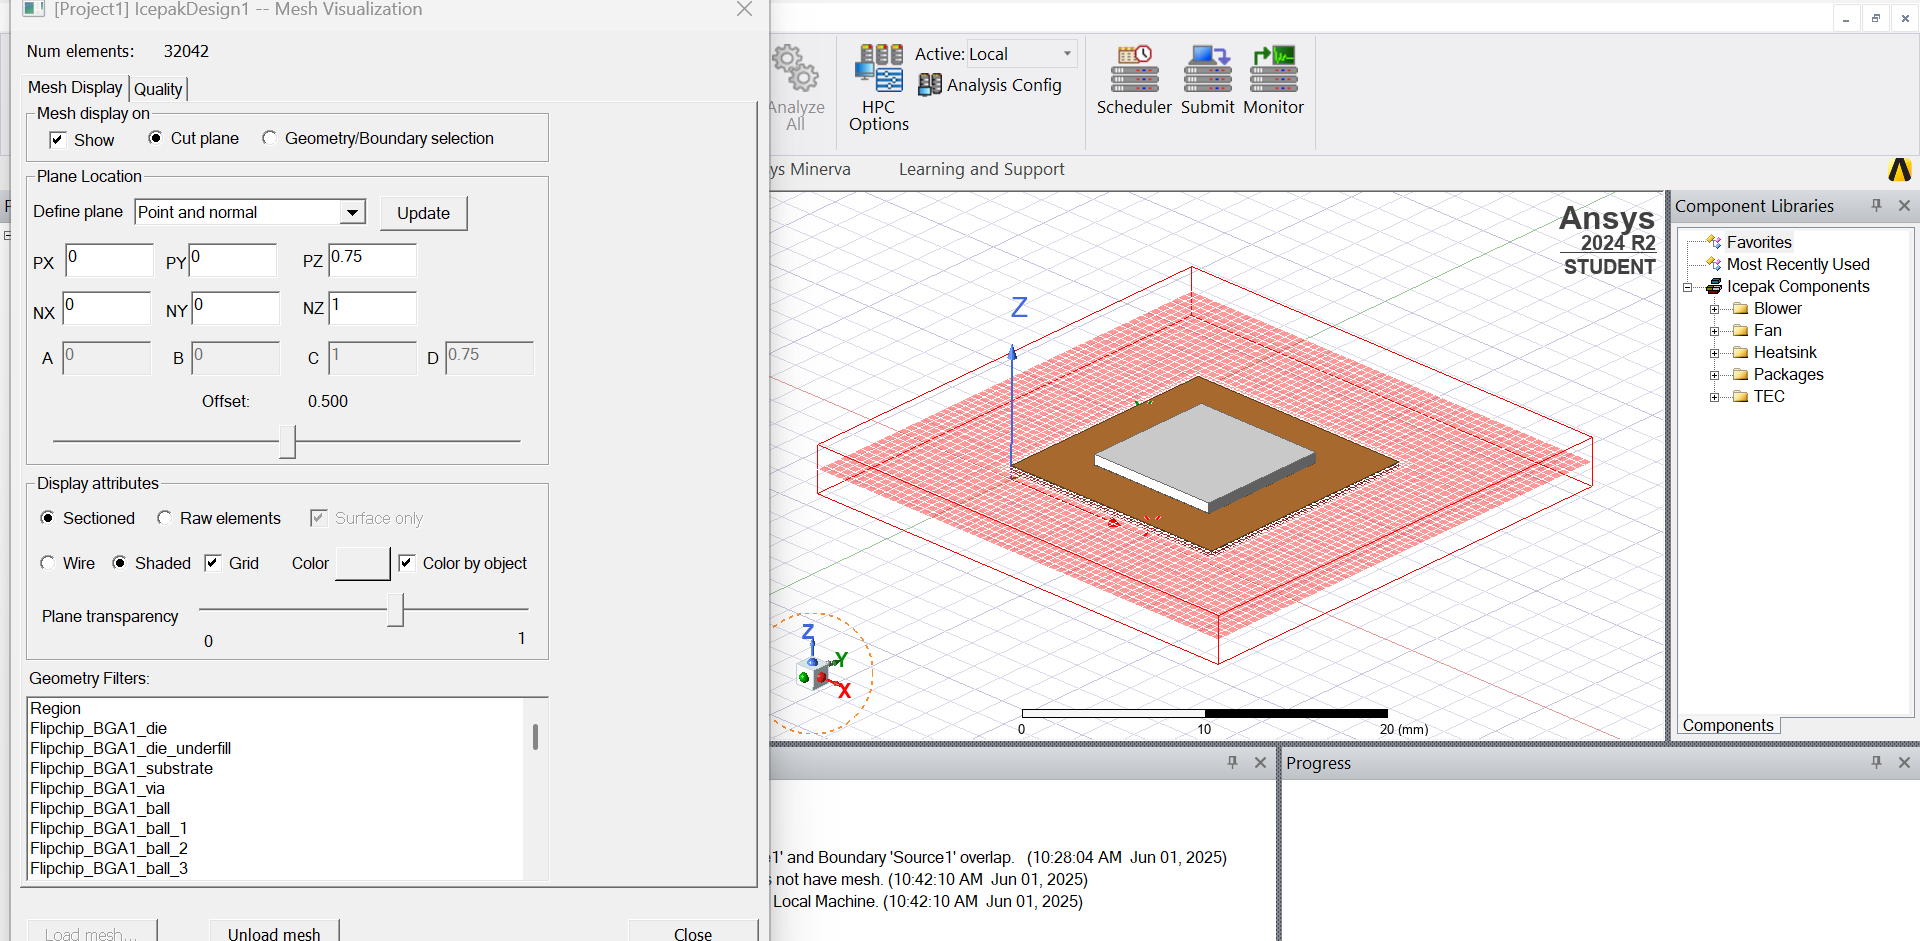 [Project1] IcepakDesign1 -- Mesh Visualization
Num elements: 32042
Mesh Display
Quality
Mesh display on
Show
Cut plane
Geometry/Boundary selection
Plane Location
Define plane
Point and normal
Update
PX 0 PY 0 PZ 0.75
NX 0 NY 0 NZ 1
A 0 B 0 C 1 D 0.75
Offset: 0.500
Display attributes
Sectioned
Raw elements
Surface only
Wire
Shaded
Grid
Color
Color by object
Plane transparency
0 1
Geometry Filters:
Region
Flipchip_BGA1_die
Flipchip_BGA1_die_underfill
Flipchip_BGA1_substrate
Flipchip_BGA1_via
Flipchip_BGA1_ball
Flipchip_BGA1_ball_1
Flipchip_BGA1_ball_2
Flipchip_BGA1_ball_3
Load mesh...
Unload mesh
Close
Analyze
All
HPC
Options
Active: Local
Analysis Config
Scheduler
Submit
Monitor
ys Minerva
Learning and Support
Ansys
2024 R2
STUDENT
Z
Z
Y
X
0 10 20 (mm)
Component Libraries
Favorites
Most Recently Used
Icepak Components
Blower
Fan
Heatsink
Packages
TEC
Components
1' and Boundary 'Source1' overlap. (10:28:04 AM Jun 01, 2025)
s not have mesh. (10:42:10 AM Jun 01, 2025)
Local Machine. (10:42:10 AM Jun 01, 2025)
Progress